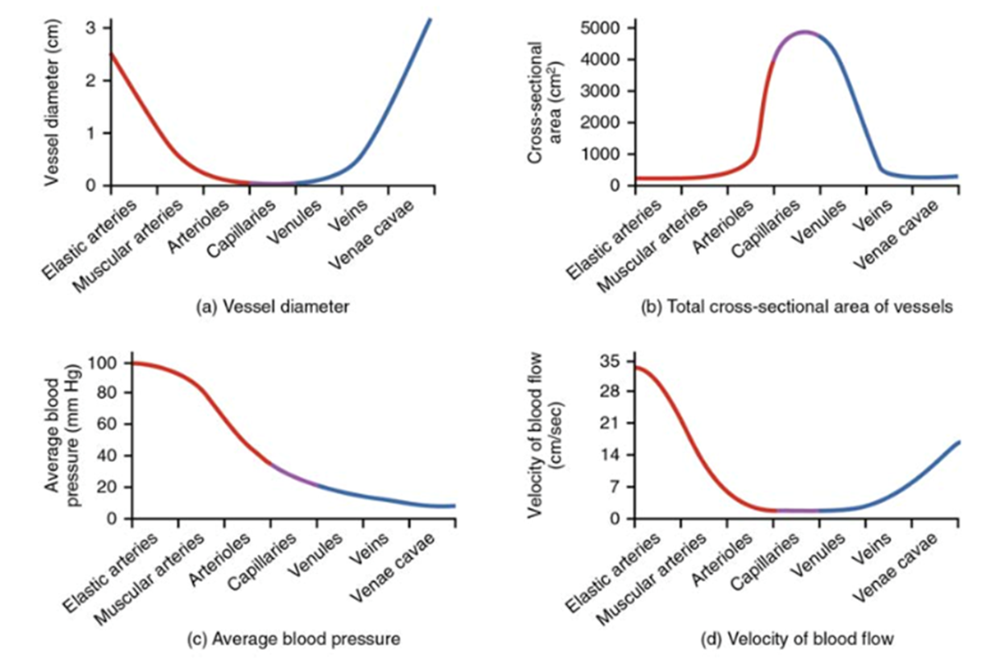 Vessel diameter (cm)
3
2
1
0
Elastic arteries
Muscular arteries
Arterioles
Capillaries
Venules
Veins
Venae cavae
(a) Vessel diameter
Cross-sectional
area (cm²)
5000
4000
3000
2000
1000
0
Elastic arteries
Muscular arteries
Arterioles
Capillaries
Venules
Veins
Venae cavae
(b) Total cross-sectional area of vessels
Average blood
pressure (mm Hg)
100
80
60
40
20
0
Elastic arteries
Muscular arteries
Arterioles
Capillaries
Venules
Veins
Venae cavae
(c) Average blood pressure
Velocity of blood flow
(cm/sec)
35
28
21
14
7
0
Elastic arteries
Muscular arteries
Arterioles
Capillaries
Venules
Veins
Venae cavae
(d) Velocity of blood flow